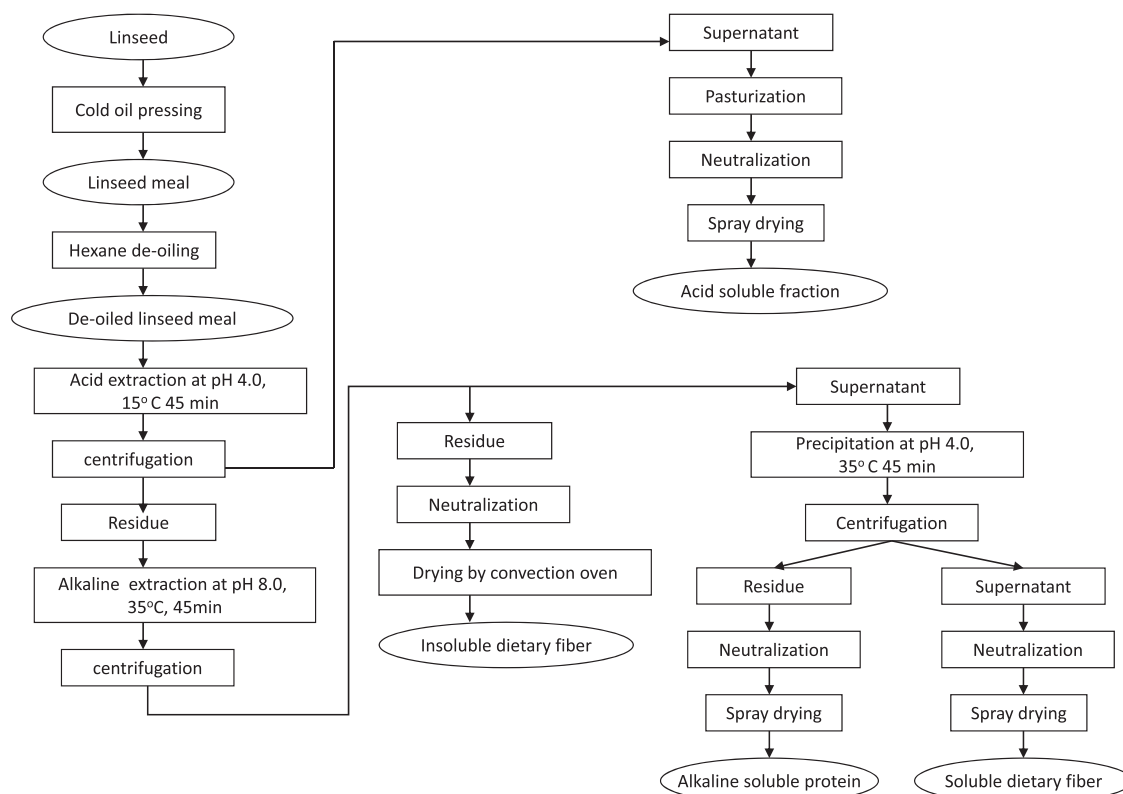 Linseed
Cold oil pressing
Linseed meal
Hexane de-oiling
De-oiled linseed meal
Acid extraction at pH 4.0,
15° C 45 min
centrifugation
Residue
Alkaline extraction at pH 8.0,
35°C, 45min
centrifugation
Supernatant
Pasturization
Neutralization
Spray drying
Acid soluble fraction
Residue
Neutralization
Drying by convection oven
Insoluble dietary fiber
Supernatant
Precipitation at pH 4.0,
35° C 45 min
Centrifugation
Residue
Neutralization
Spray drying
Alkaline soluble protein
Supernatant
Neutralization
Spray drying
Soluble dietary fiber